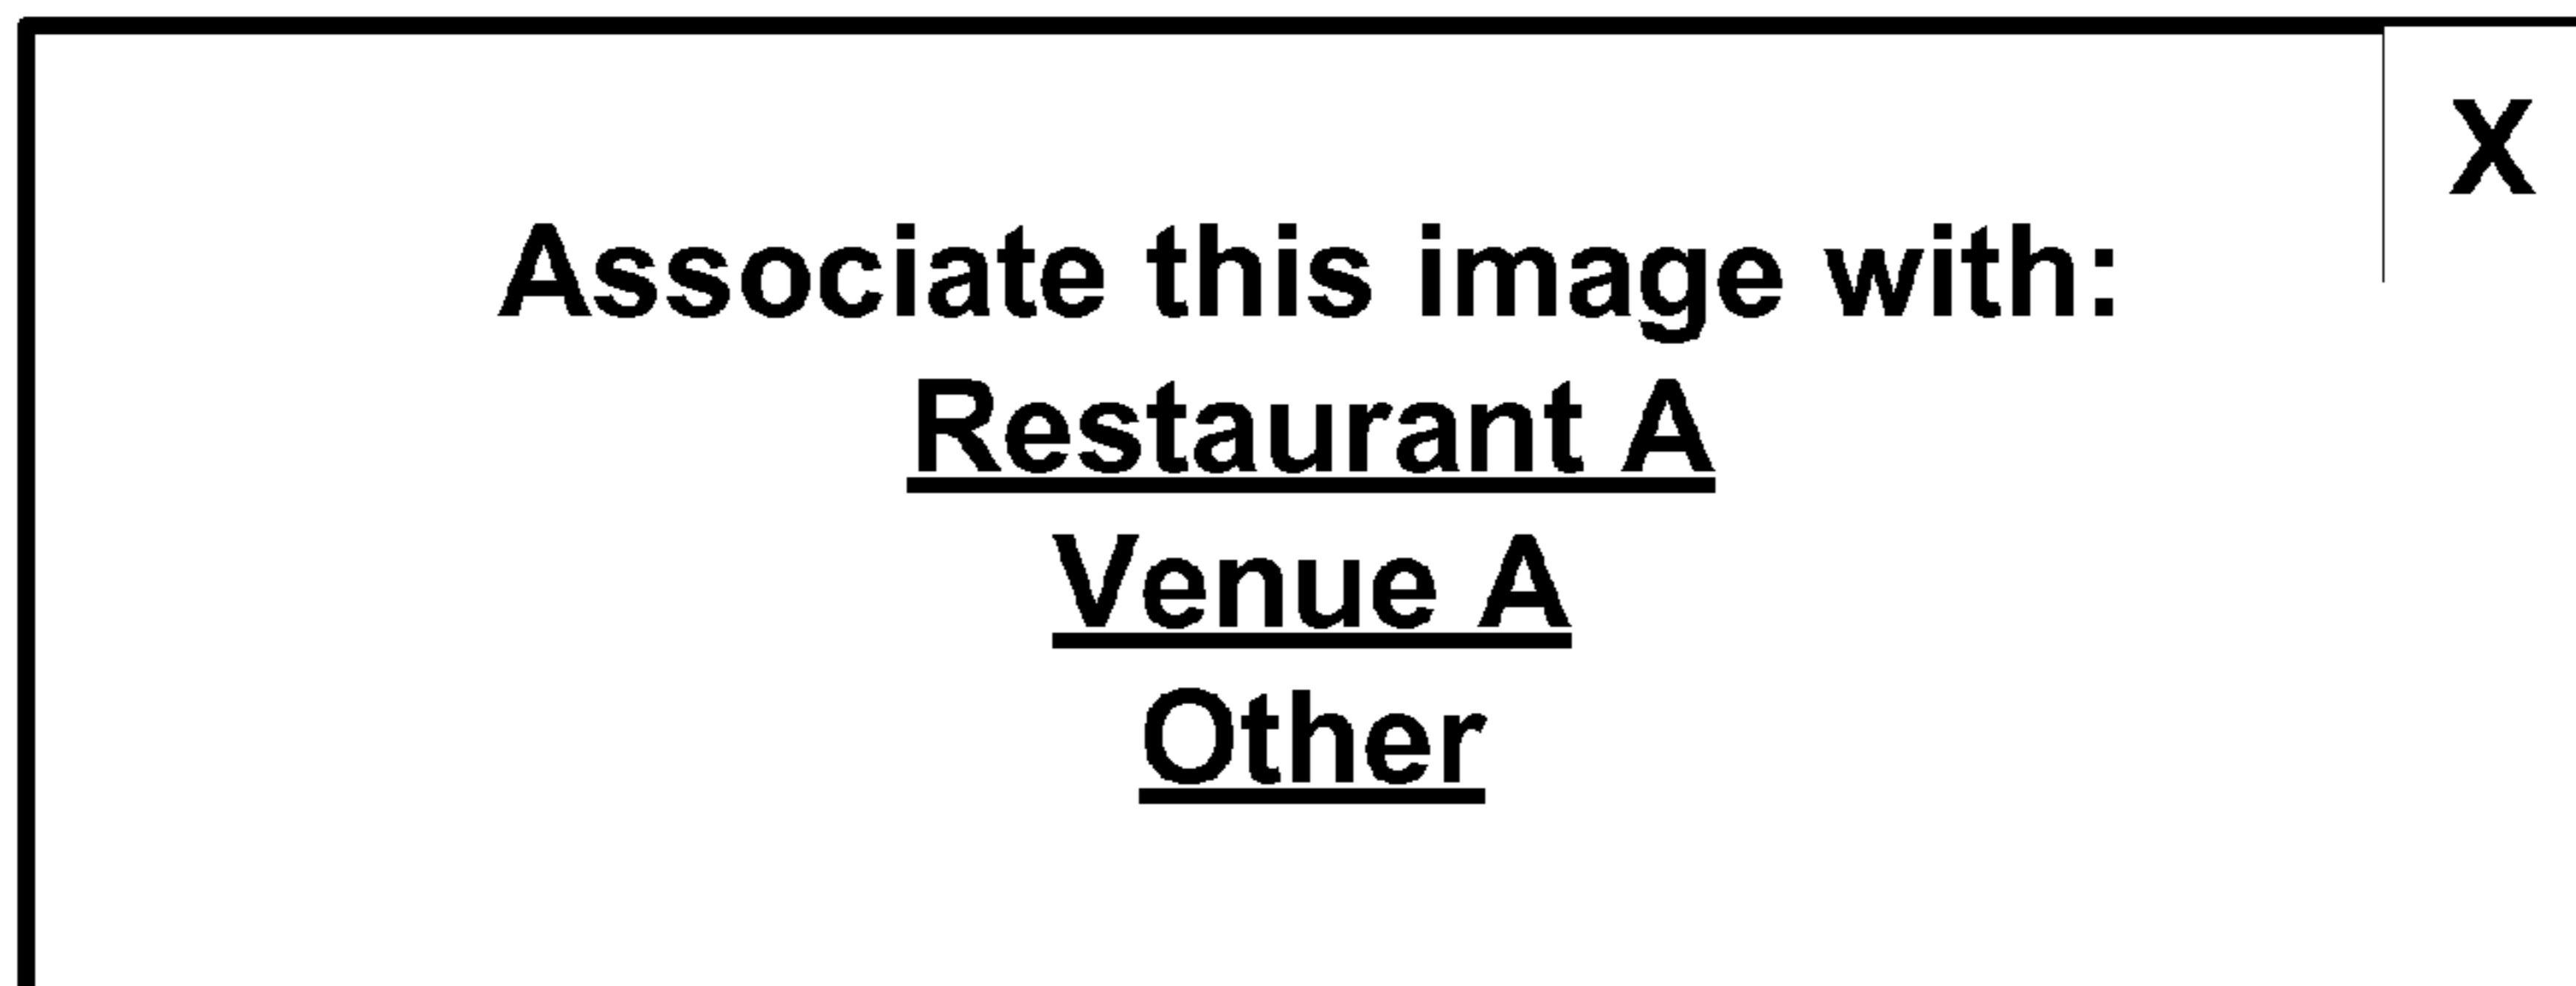 X
Associate this image with:
Restaurant A
Venue A
Other